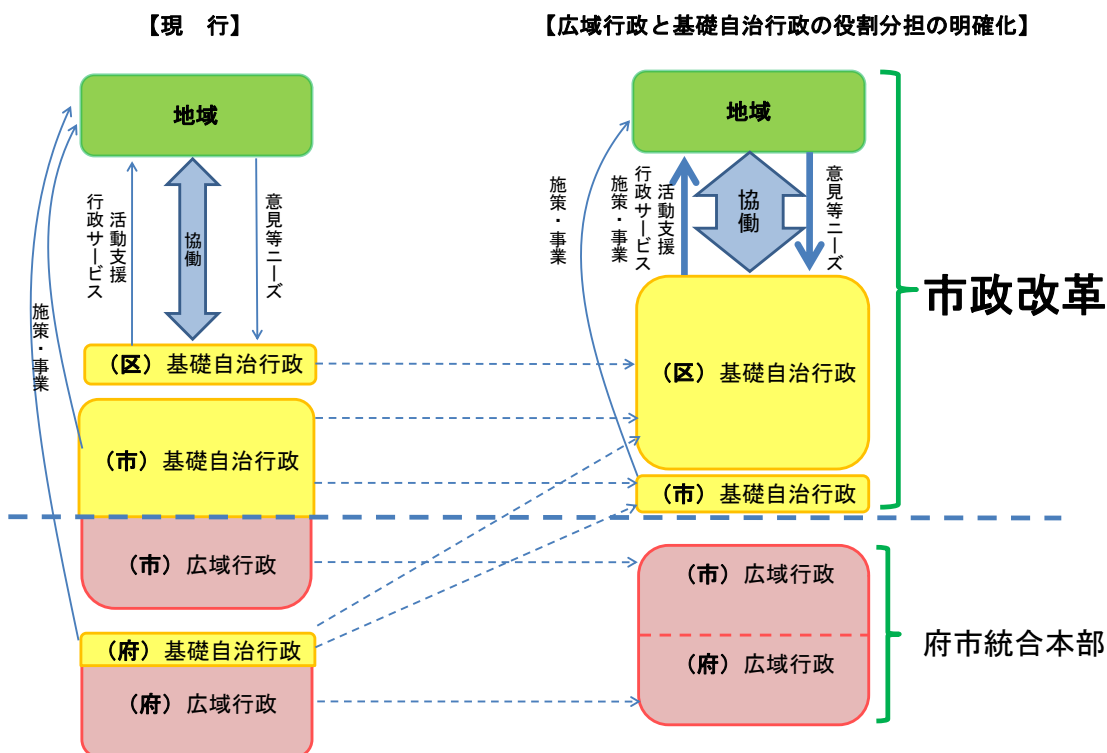 【現　行】
地域
行政サービス
活動支援
協働
意見等ニーズ
施策・事業
（区）基礎自治行政
（市）基礎自治行政
（市）広域行政
（府）基礎自治行政
（府）広域行政
【広域行政と基礎自治行政の役割分担の明確化】
地域
施策・事業
施策・事業
行政サービス
活動支援
協働
意見等ニーズ
（区）基礎自治行政
（市）基礎自治行政
（市）広域行政
（府）広域行政
市政改革
府市統合本部